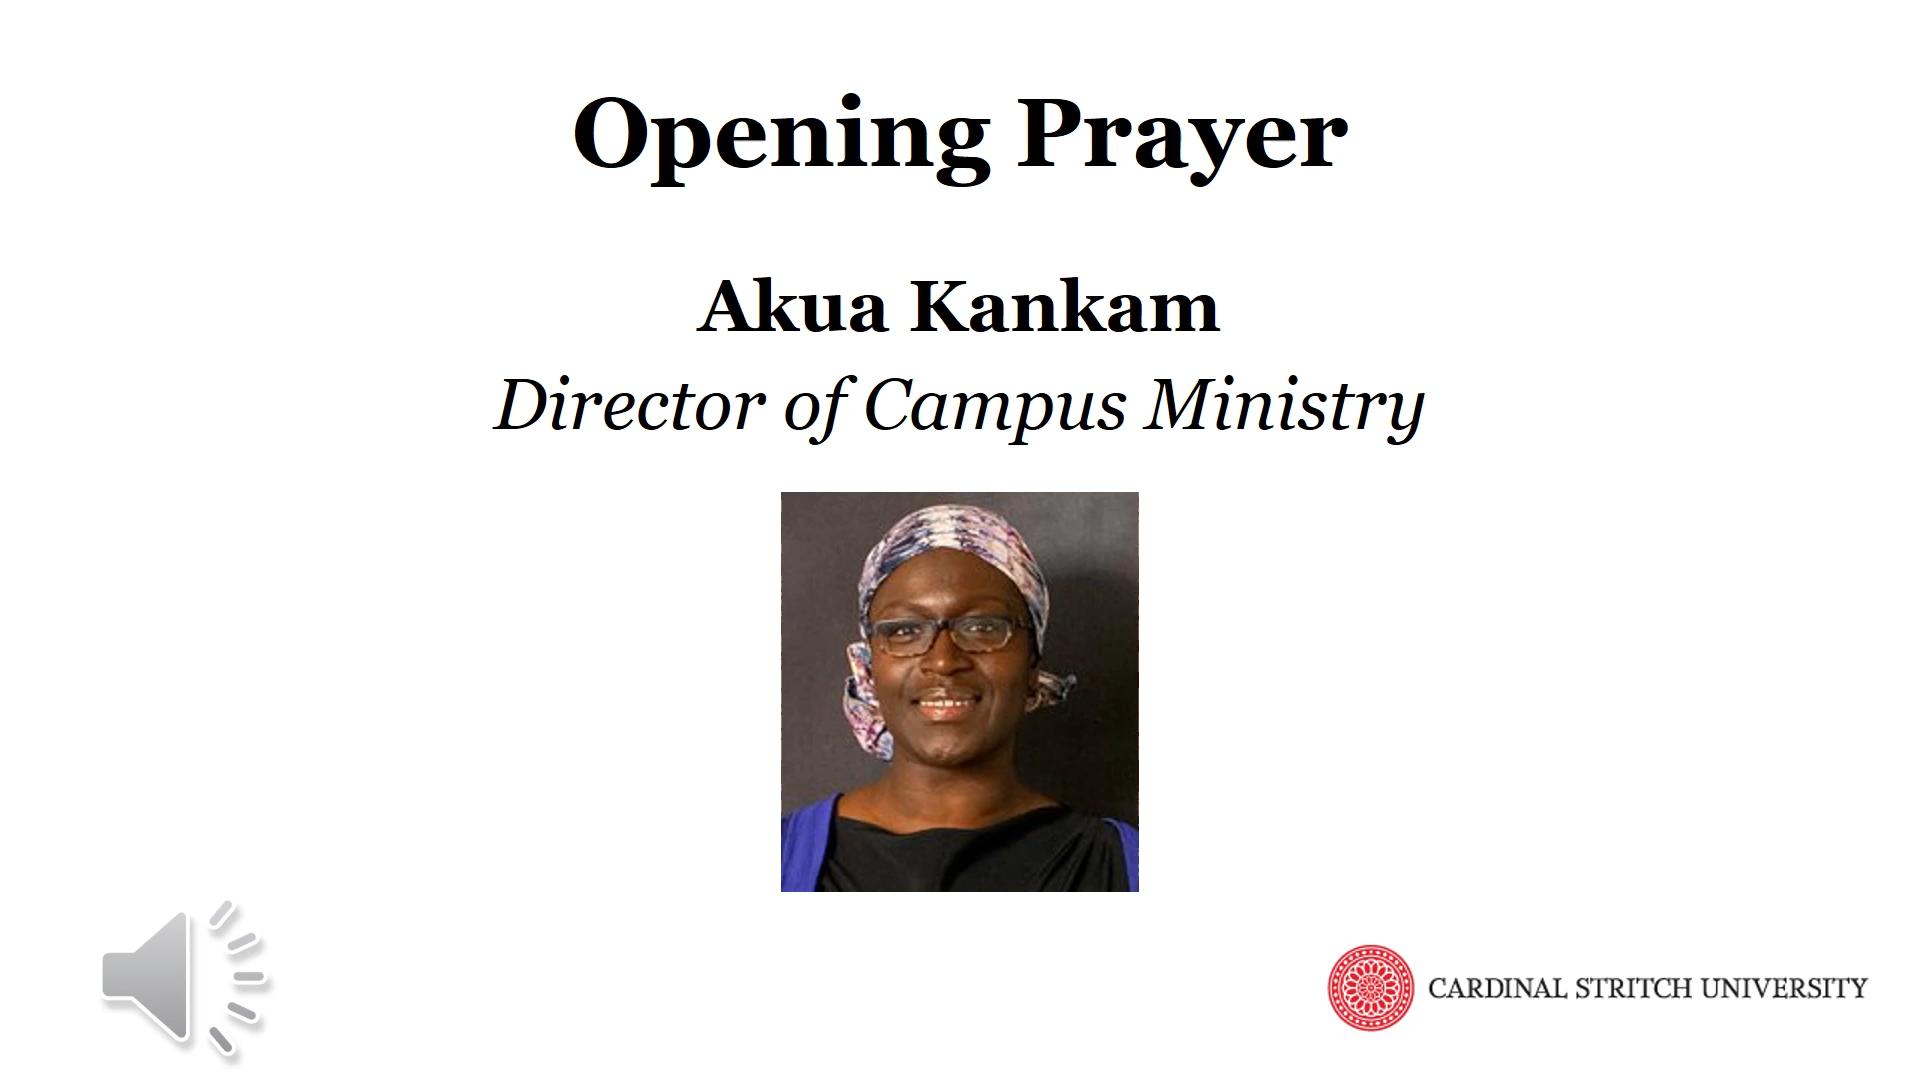 Opening Prayer
Akua Kankam
Director of Campus Ministry
CARDINAL STRITCH UNIVERSITY